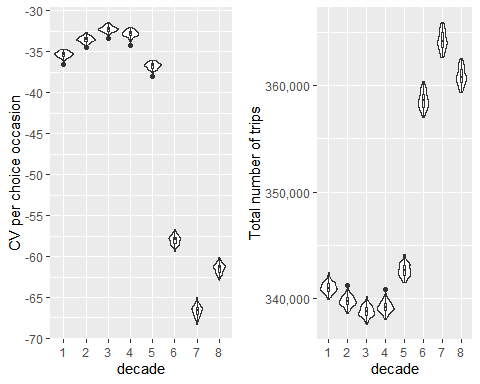 CV per choice occasion
-30
-35
-40
-45
-50
-55
-60
-65
-70
1 2 3 4 5 6 7 8
decade
Total number of trips
360,000
350,000
340,000
1 2 3 4 5 6 7 8
decade